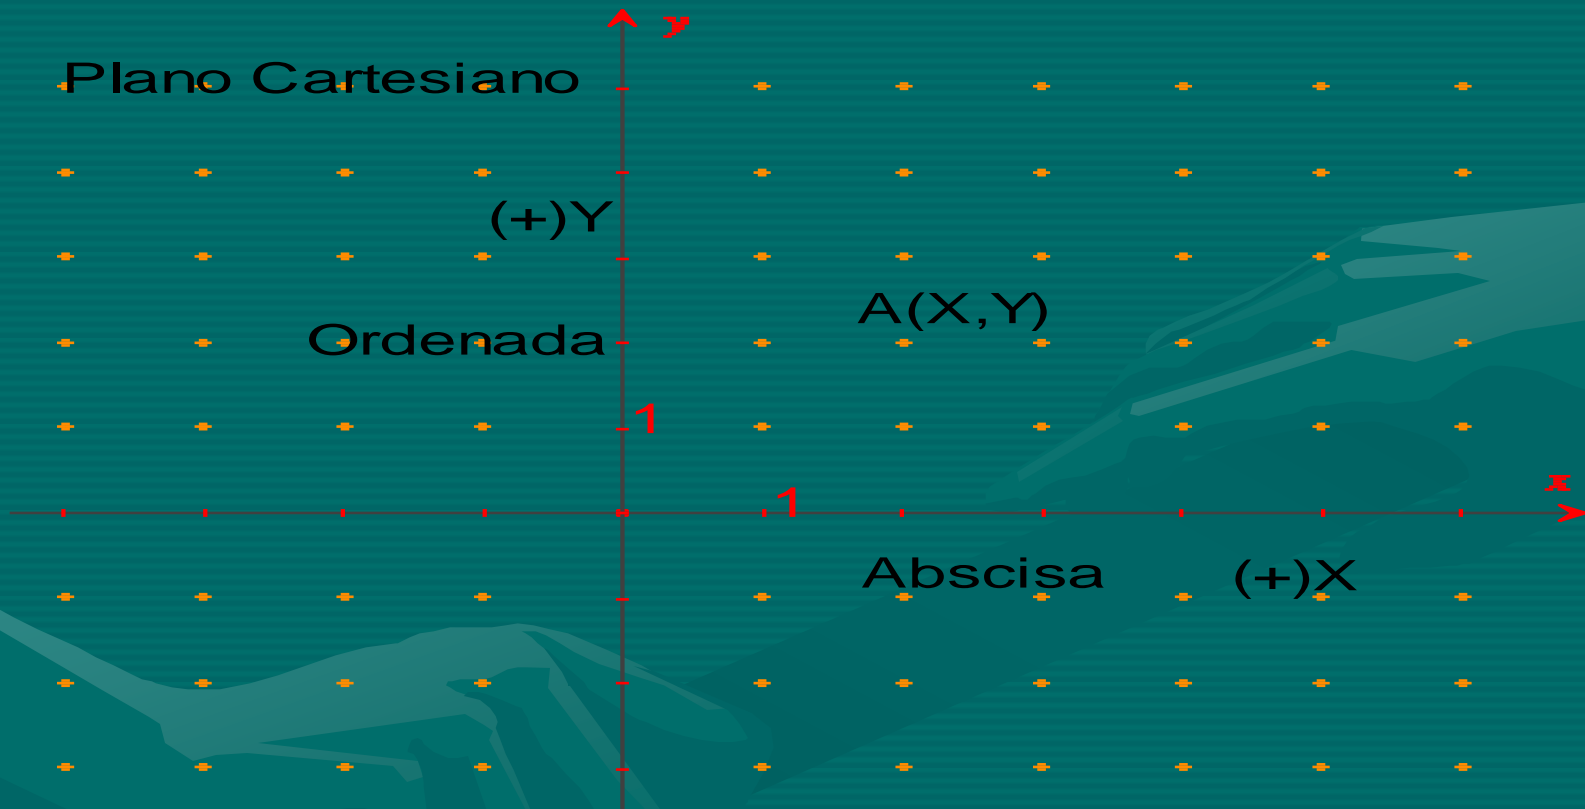 y
Plano Cartesiano
(+)Y
A(X,Y)
Ordenada
1
1
x
Abscisa
(+)X